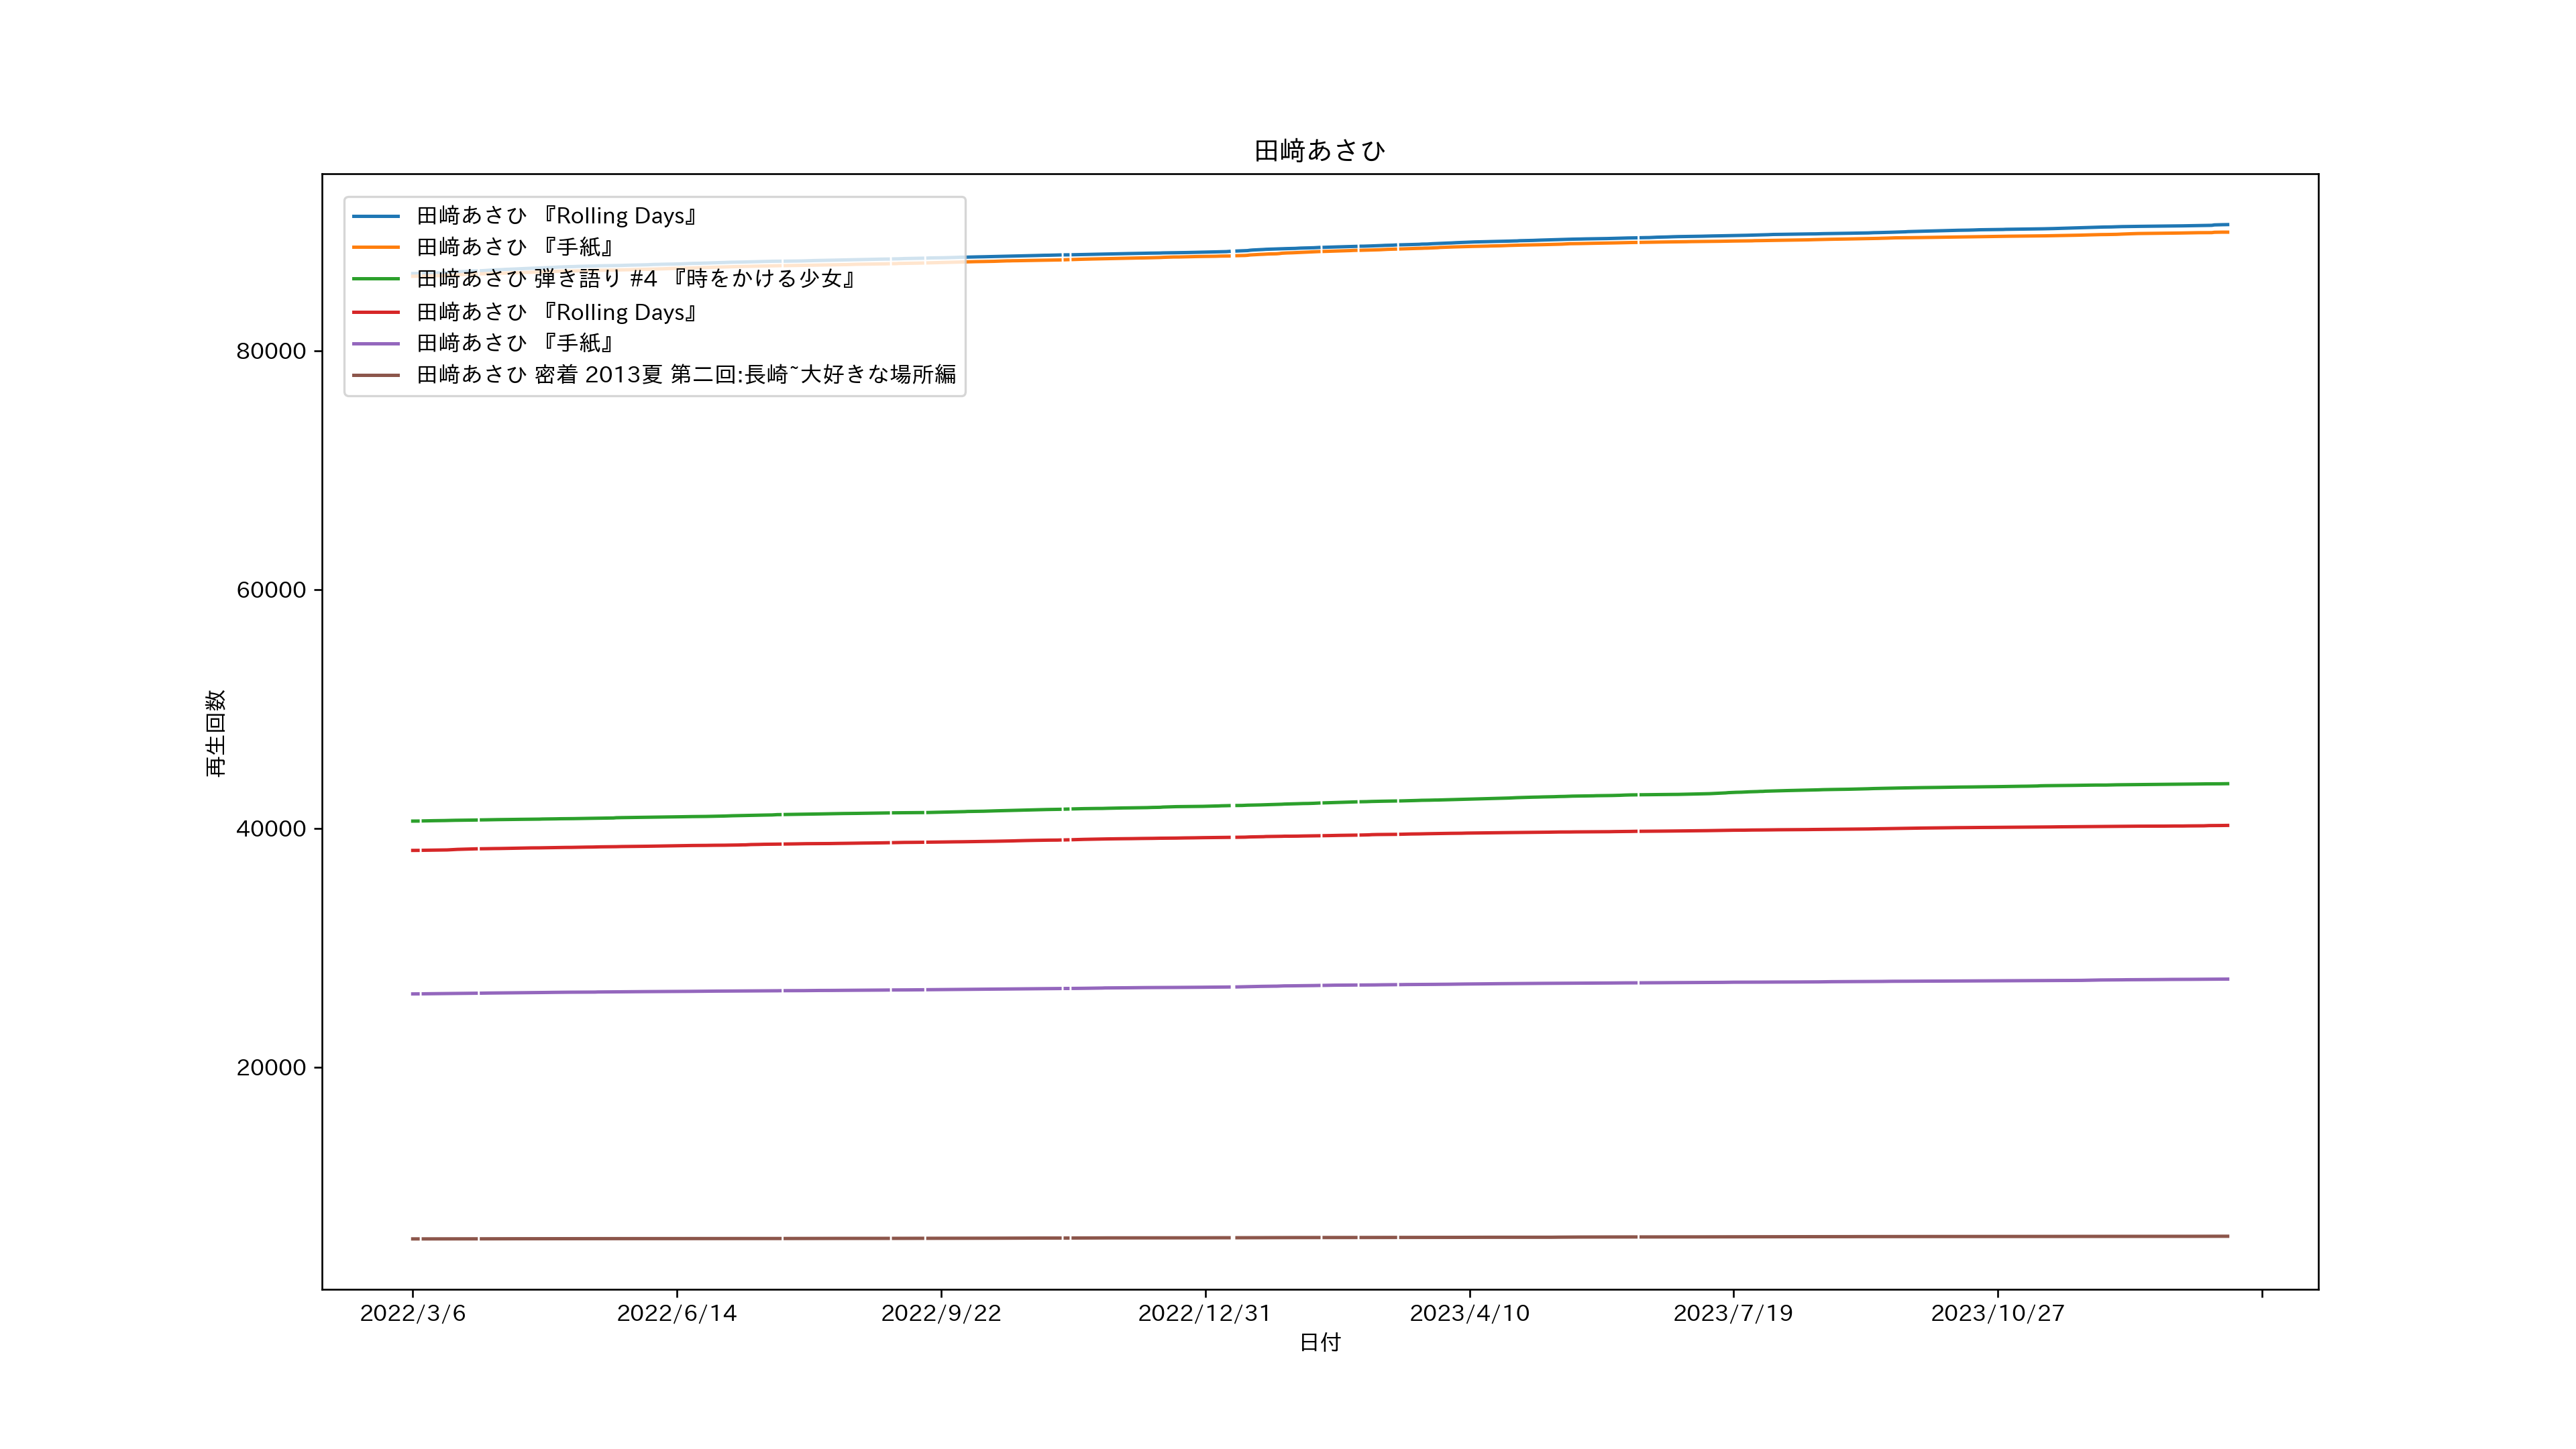 田﨑あさひ
田﨑あさひ 『Rolling Days』
田﨑あさひ 『手紙』
田﨑あさひ 弾き語り #4 『時をかける少女』
田﨑あさひ 『Rolling Days』
田﨑あさひ 『手紙』
田﨑あさひ 密着 2013夏 第二回:長崎~大好きな場所編
80000
60000
40000
20000
再生回数
2022/3/6
2022/6/14
2022/9/22
2022/12/31
2023/4/10
2023/7/19
2023/10/27
日付